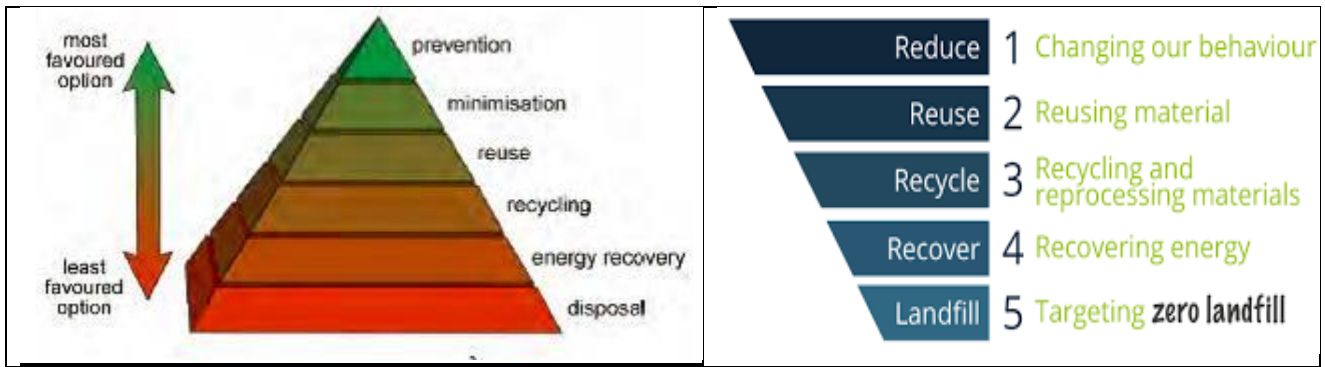 most
favoured
option
prevention
minimisation
reuse
recycling
energy recovery
disposal
least
favoured
option
Reduce 1 Changing our behaviour
Reuse 2 Reusing material
Recycle 3 Recycling and
reprocessing materials
Recover 4 Recovering energy
Landfill 5 Targeting zero landfill